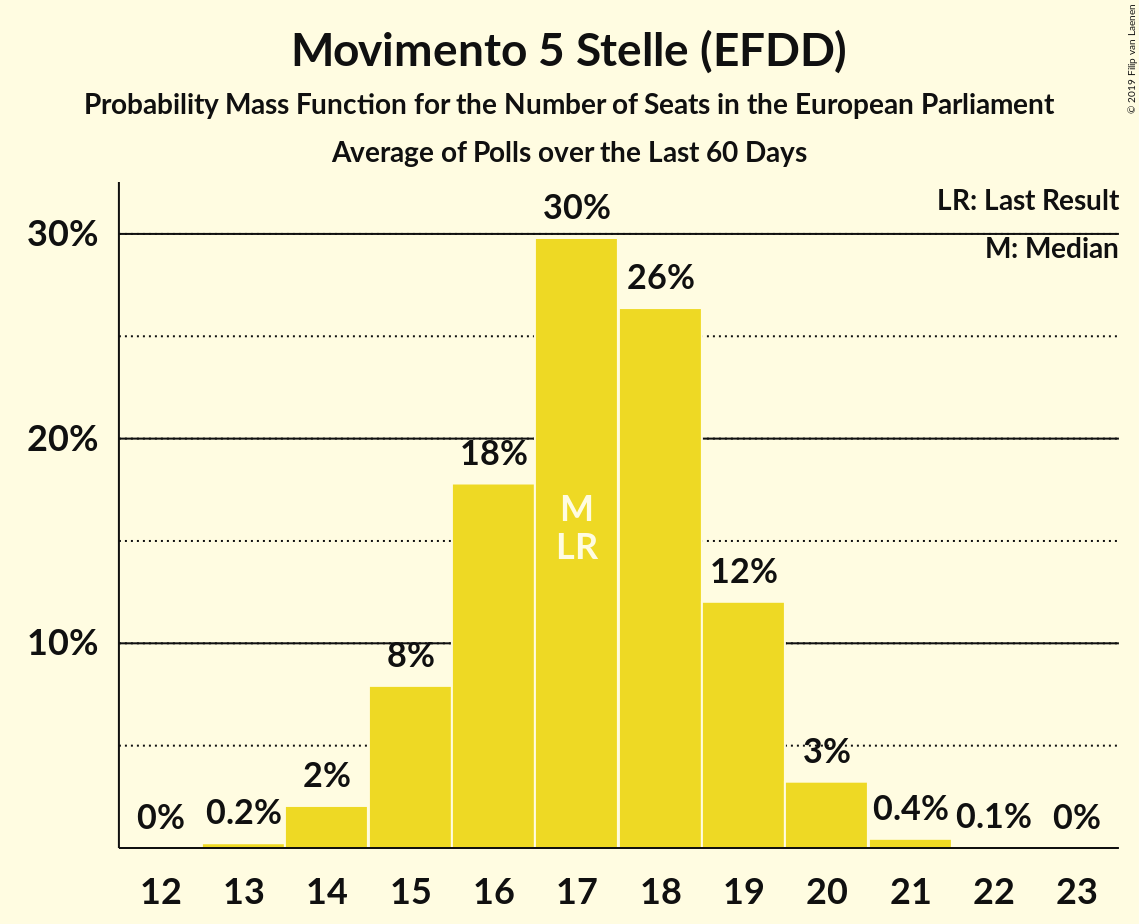 Movimento 5 Stelle (EFDD)
Probability Mass Function for the Number of Seats in the European Parliament
Average of Polls over the Last 60 Days
© 2019 Filip van Laenen
LR: Last Result
M: Median
30%
20%
10%
0%
0.2%
2%
8%
18%
30%
26%
12%
3%
0.4%
0.1%
0%
M
LR
12 13 14 15 16 17 18 19 20 21 22 23